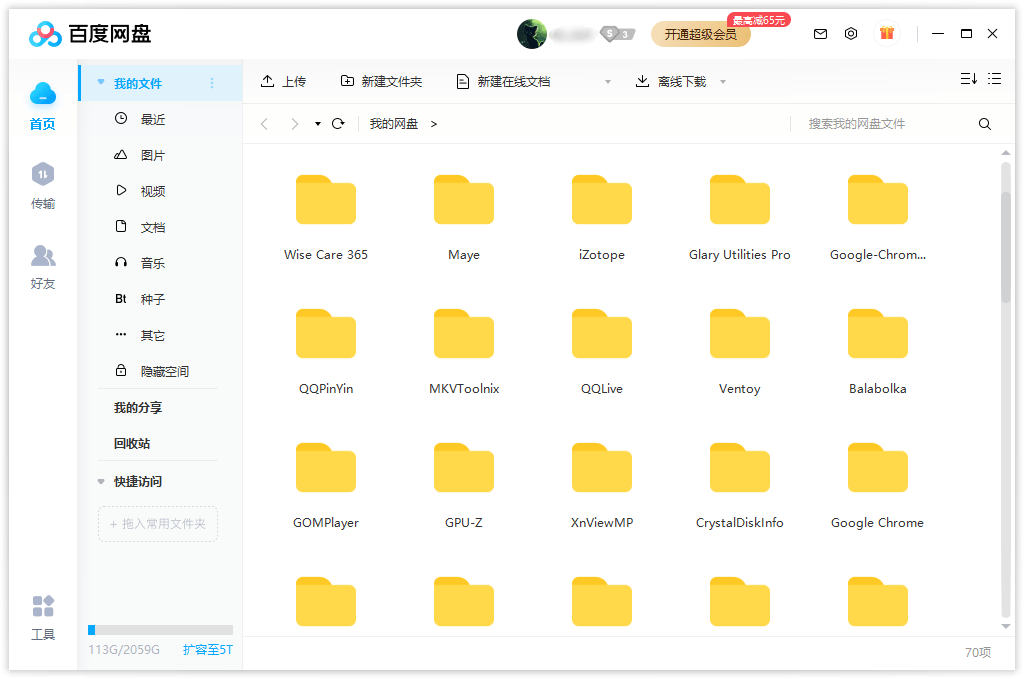 百度网盘
S 3
开通超级会员
最高减65元
首页
传输
好友
工具
我的文件
最近
图片
视频
文档
音乐
Bt 种子
其它
隐藏空间
我的分享
回收站
快捷访问
+ 拖入常用文件夹
113G/2059G 扩容至5T
上传 新建文件夹 新建在线文档 离线下载
我的网盘 >
搜索我的网盘文件
Wise Care 365 Maye iZotope Glary Utilities Pro Google-Chrom...
QQPinYin MKVToolnix QQLive Ventoy Balabolka
GOMPlayer GPU-Z XnViewMP CrystalDiskInfo Google Chrome
70项